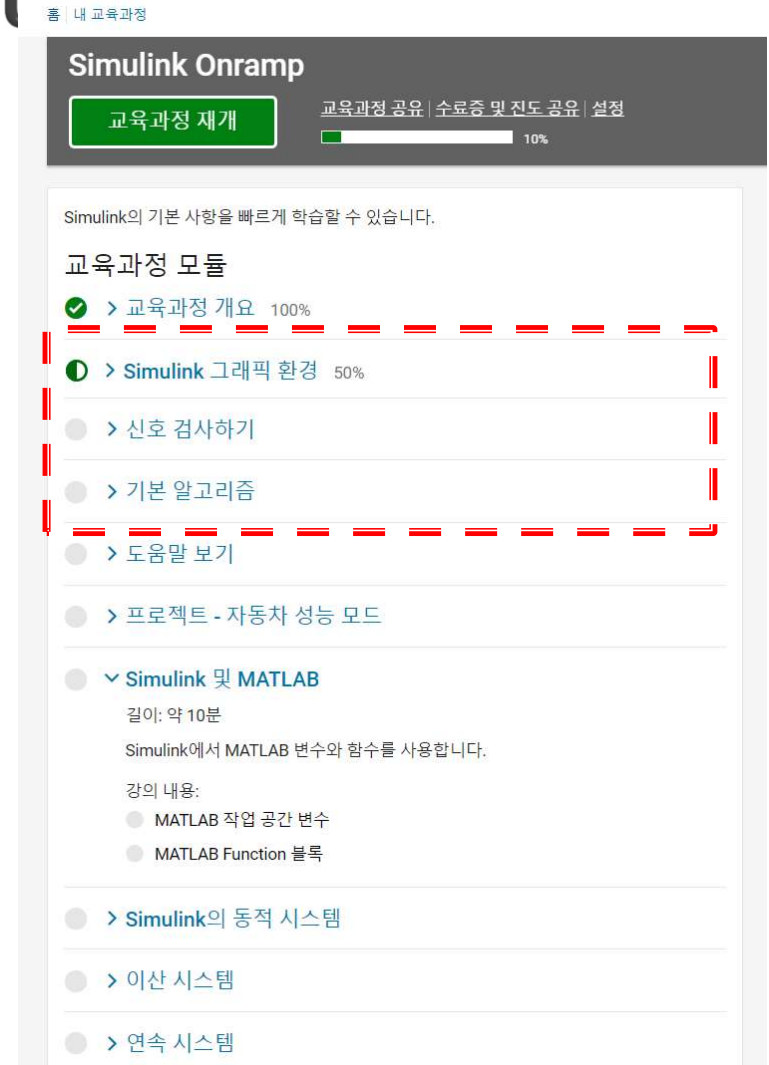 홈 | 내 교육과정
Simulink Onramp
교육과정 재개
교육과정 공유 | 수료증 및 진도 공유 | 설정
10%
Simulink의 기본 사항을 빠르게 학습할 수 있습니다.
교육과정 모듈
교육과정 개요 100%
Simulink 그래픽 환경 50%
신호 검사하기
기본 알고리즘
도움말 보기
프로젝트 - 자동차 성능 모드
Simulink 및 MATLAB
길이: 약 10분
Simulink에서 MATLAB 변수와 함수를 사용합니다.
강의 내용:
MATLAB 작업 공간 변수
MATLAB Function 블록
Simulink의 동적 시스템
이산 시스템
연속 시스템